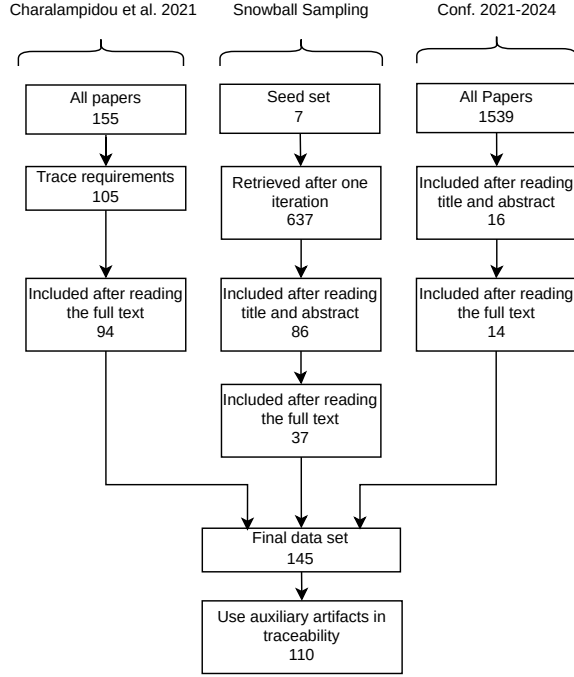 Charalampidou et al. 2021
Snowball Sampling
Conf. 2021-2024
All papers
155
Seed set
7
All Papers
1539
Trace requirements
105
Retrieved after one
iteration
637
Included after reading
title and abstract
16
Included after reading
the full text
94
Included after reading
title and abstract
86
Included after reading
the full text
14
Included after reading
the full text
37
Final data set
145
Use auxiliary artifacts in
traceability
110